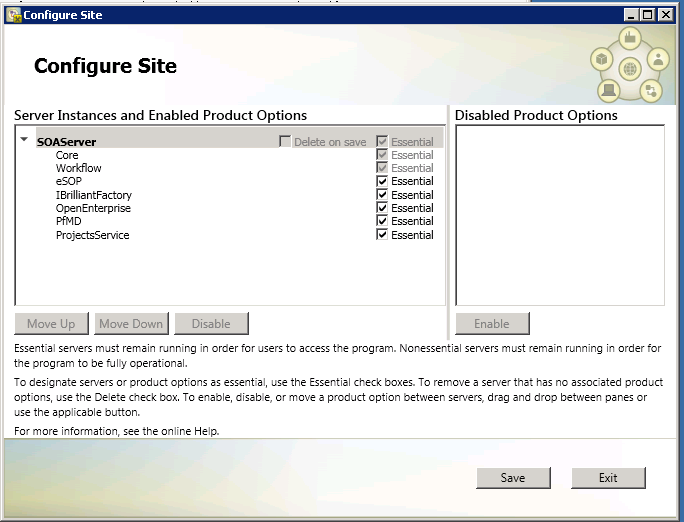 Configure Site
Configure Site
Server Instances and Enabled Product Options
Disabled Product Options
SOAServer Delete on save Essential
Core Essential
Workflow Essential
eSOP Essential
IBrilliantFactory Essential
OpenEnterprise Essential
PfMD Essential
ProjectsService Essential
Move Up Move Down Disable Enable
Essential servers must remain running in order for users to access the program. Nonessential servers must remain running in order for
the program to be fully operational.
To designate servers or product options as essential, use the Essential check boxes. To remove a server that has no associated product
options, use the Delete check box. To enable, disable, or move a product option between servers, drag and drop between panes or
use the applicable button.
For more information, see the online Help.
Save Exit